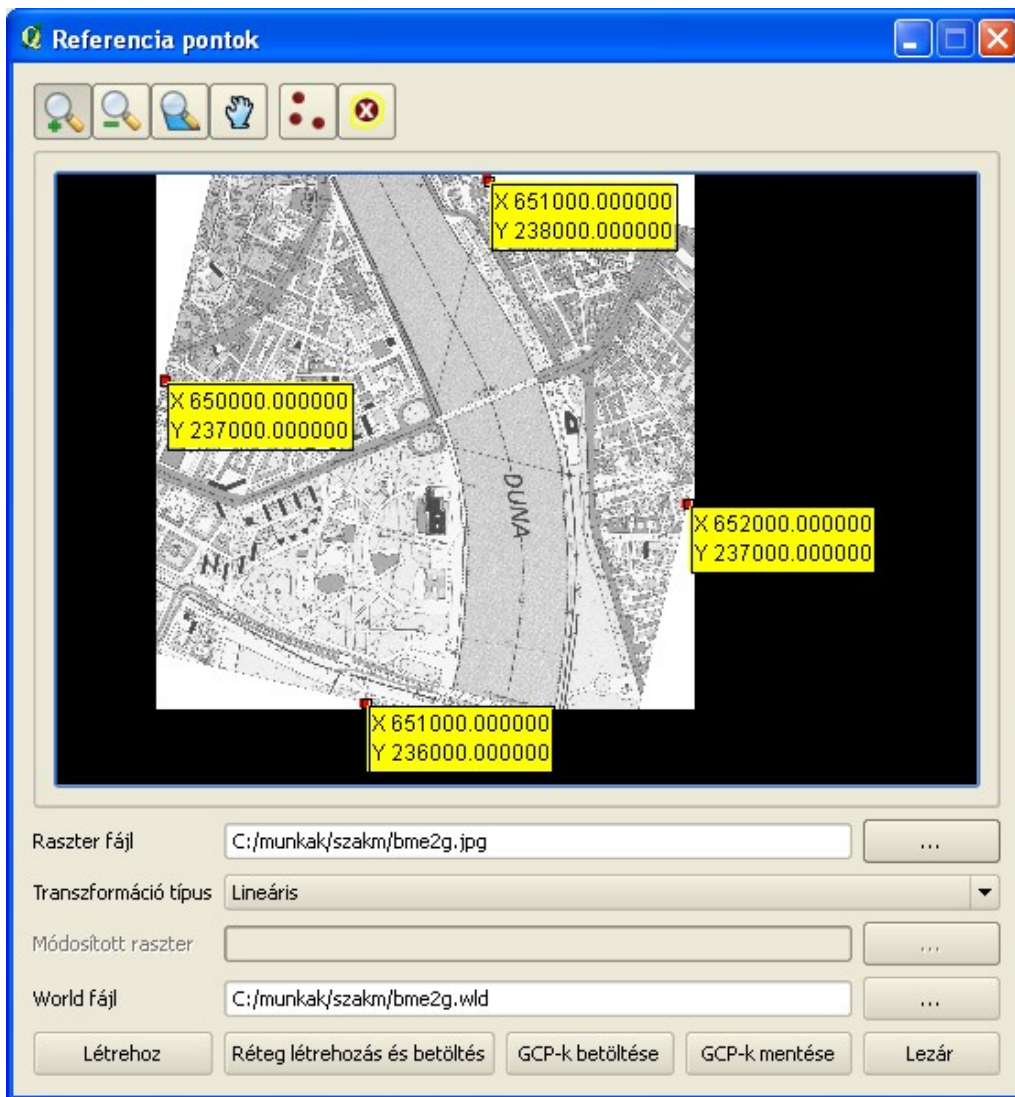 Referencia pontok
X 651000.000000
Y 238000.000000
X 650000.000000
Y 237000.000000
DUNA
X 652000.000000
Y 237000.000000
X 651000.000000
Y 236000.000000
Raszter fájl
C:/munkak/szakm/bme2g.jpg
...
Transzformáció típus
Lineáris
Módosított raszter
...
World fájl
C:/munkak/szakm/bme2g.wld
...
Létrehoz
Réteg létrehozás és betöltés
GCP-k betöltése
GCP-k mentése
Lezár